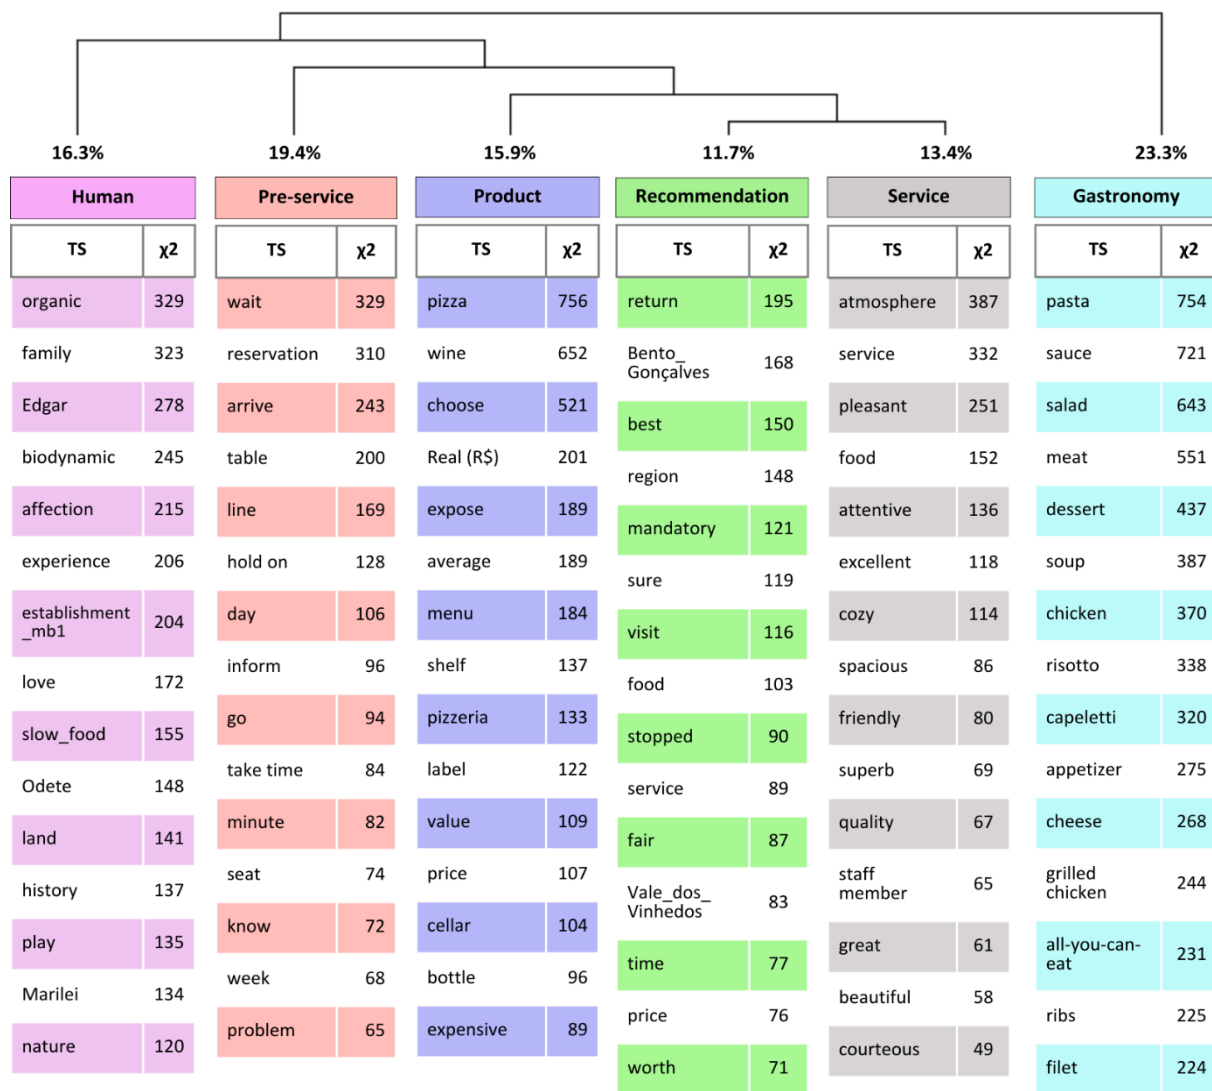 16.3% 19.4% 15.9% 11.7% 13.4% 23.3%
Human Pre-service Product Recommendation Service Gastronomy
TS χ2 TS χ2 TS χ2 TS χ2 TS χ2 TS χ2
organic 329
family 323
Edgar 278
biodynamic 245
affection 215
experience 206
establishment
_mb1 204
love 172
slow_food 155
Odete 148
land 141
history 137
play 135
Marilei 134
nature 120
wait 329
reservation 310
arrive 243
table 200
line 169
hold on 128
day 106
inform 96
go 94
take time 84
minute 82
seat 74
know 72
week 68
problem 65
pizza 756
wine 652
choose 521
Real (R$) 201
expose 189
average 189
menu 184
shelf 137
pizzeria 133
label 122
value 109
price 107
cellar 104
bottle 96
expensive 89
return 195
Bento_
Gonçalves 168
best 150
region 148
mandatory 121
sure 119
visit 116
food 103
stopped 90
service 89
fair 87
Vale_dos_
Vinhedos 83
time 77
price 76
worth 71
atmosphere 387
service 332
pleasant 251
food 152
attentive 136
excellent 118
cozy 114
spacious 86
friendly 80
superb 69
quality 67
staff
member 65
great 61
beautiful 58
courteous 49
pasta 754
sauce 721
salad 643
meat 551
dessert 437
soup 387
chicken 370
risotto 338
capeletti 320
appetizer 275
cheese 268
grilled
chicken 244
all-you-can-
eat 231
ribs 225
filet 224